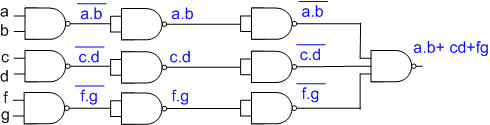 a
b
a̅.̅b̅ a.b a̅.̅b̅
a.b+ cd+fg
c
d
c̅.̅d̅ c.d c̅.̅d̅
f
g
f̅.̅g̅ f.g f̅.̅g̅